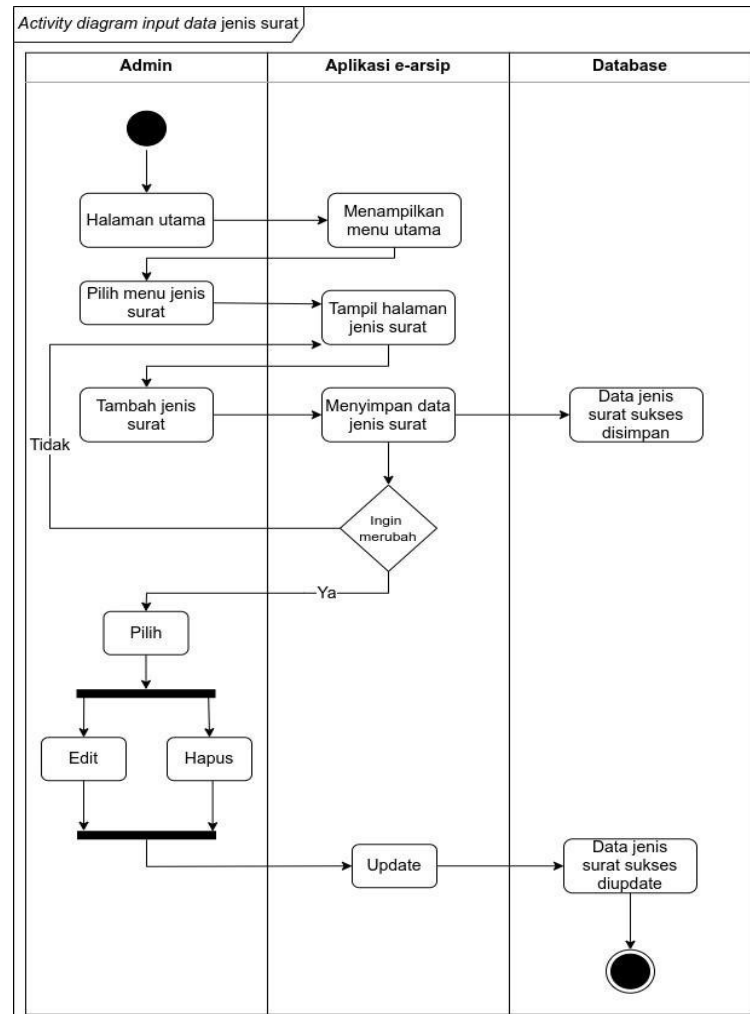 Activity diagram input data jenis surat
Admin
Aplikasi e-arsip
Database
Halaman utama
Menampilkan
menu utama
Pilih menu jenis
surat
Tampil halaman
jenis surat
Tambah jenis
surat
Menyimpan data
jenis surat
Data jenis
surat sukses
disimpan
Tidak
Ingin
merubah
Ya
Pilih
Edit
Hapus
Update
Data jenis
surat sukses
diupdate